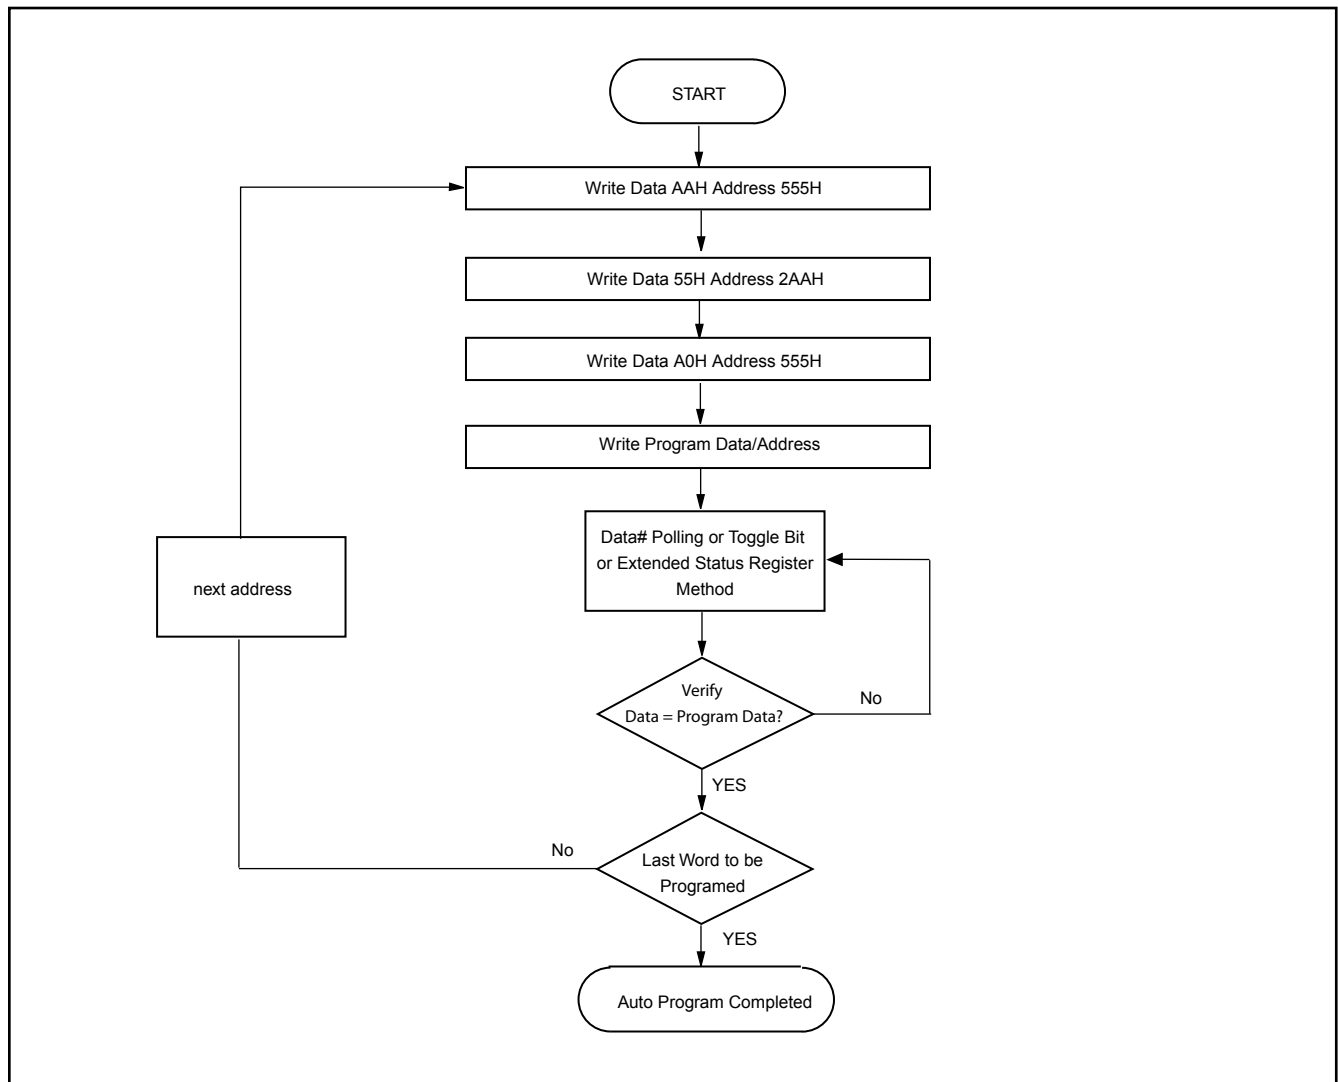 START
Write Data AAH Address 555H
Write Data 55H Address 2AAH
Write Data A0H Address 555H
Write Program Data/Address
Data# Polling or Toggle Bit
or Extended Status Register
Method
next address
Verify
Data = Program Data?
No
YES
No
Last Word to be
Programed
YES
Auto Program Completed